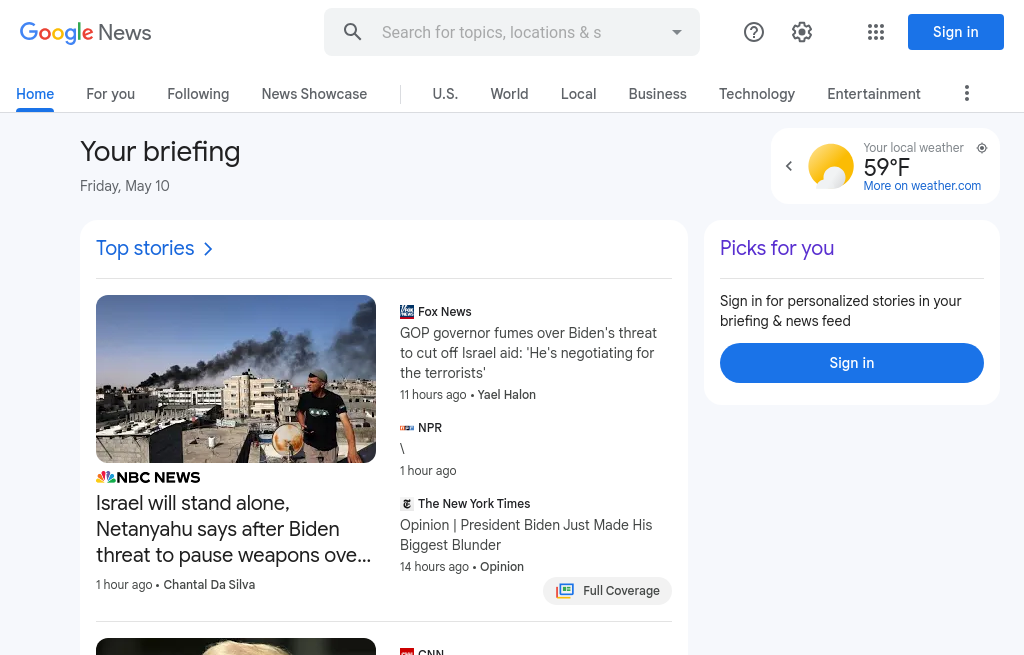 Google News
Search for topics, locations & s
Sign in
Home
For you
Following
News Showcase
U.S.
World
Local
Business
Technology
Entertainment
Your briefing
Friday, May 10
Your local weather
59°F
More on weather.com
Top stories
Picks for you
Sign in for personalized stories in your
briefing & news feed
Sign in
NBC NEWS
Israel will stand alone,
Netanyahu says after Biden
threat to pause weapons ove...
1 hour ago • Chantal Da Silva
Fox News
GOP governor fumes over Biden's threat
to cut off Israel aid: 'He's negotiating for
the terrorists'
11 hours ago • Yael Halon
NPR
\
1 hour ago
The New York Times
Opinion | President Biden Just Made His
Biggest Blunder
14 hours ago • Opinion
Full Coverage
CNN